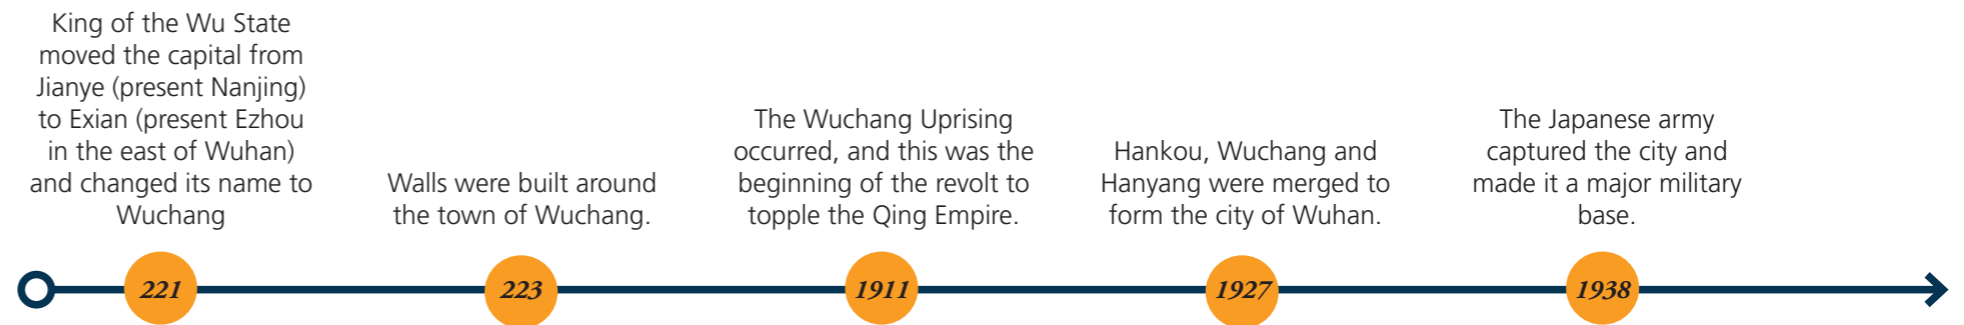 King of the Wu State
moved the capital from
Jianye (present Nanjing)
to Exian (present Ezhou
in the east of Wuhan)
and changed its name to
Wuchang
221
Walls were built around
the town of Wuchang.
223
The Wuchang Uprising
occurred, and this was the
beginning of the revolt to
topple the Qing Empire.
1911
Hankou, Wuchang and
Hanyang were merged to
form the city of Wuhan.
1927
The Japanese army
captured the city and
made it a major military
base.
1938